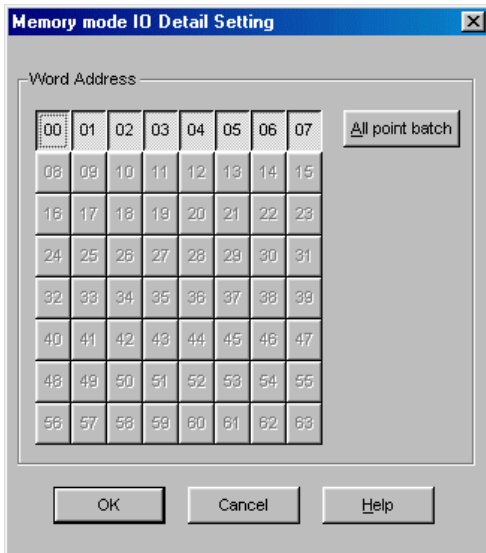 Memory mode IO Detail Setting
Word Address
00 01 02 03 04 05 06 07 All point batch
08 09 10 11 12 13 14 15
16 17 18 19 20 21 22 23
24 25 26 27 28 29 30 31
32 33 34 35 36 37 38 39
40 41 42 43 44 45 46 47
48 49 50 51 52 53 54 55
56 57 58 59 60 61 62 63
OK Cancel Help